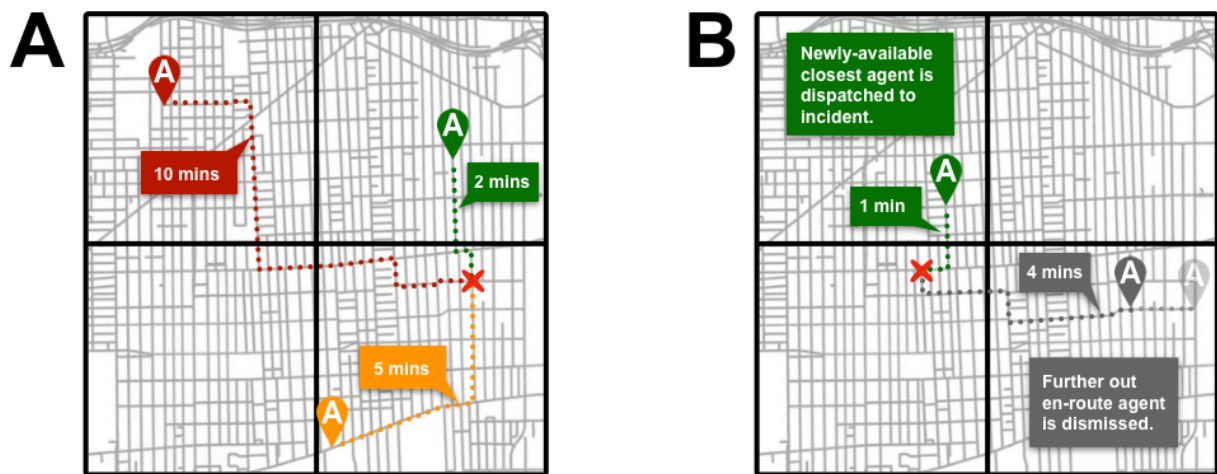 A
A
10 mins
A
2 mins
5 mins
A
B
Newly-available
closest agent is
dispatched to
incident.
A
1 min
4 mins
A
A
Further out
en-route agent
is dismissed.